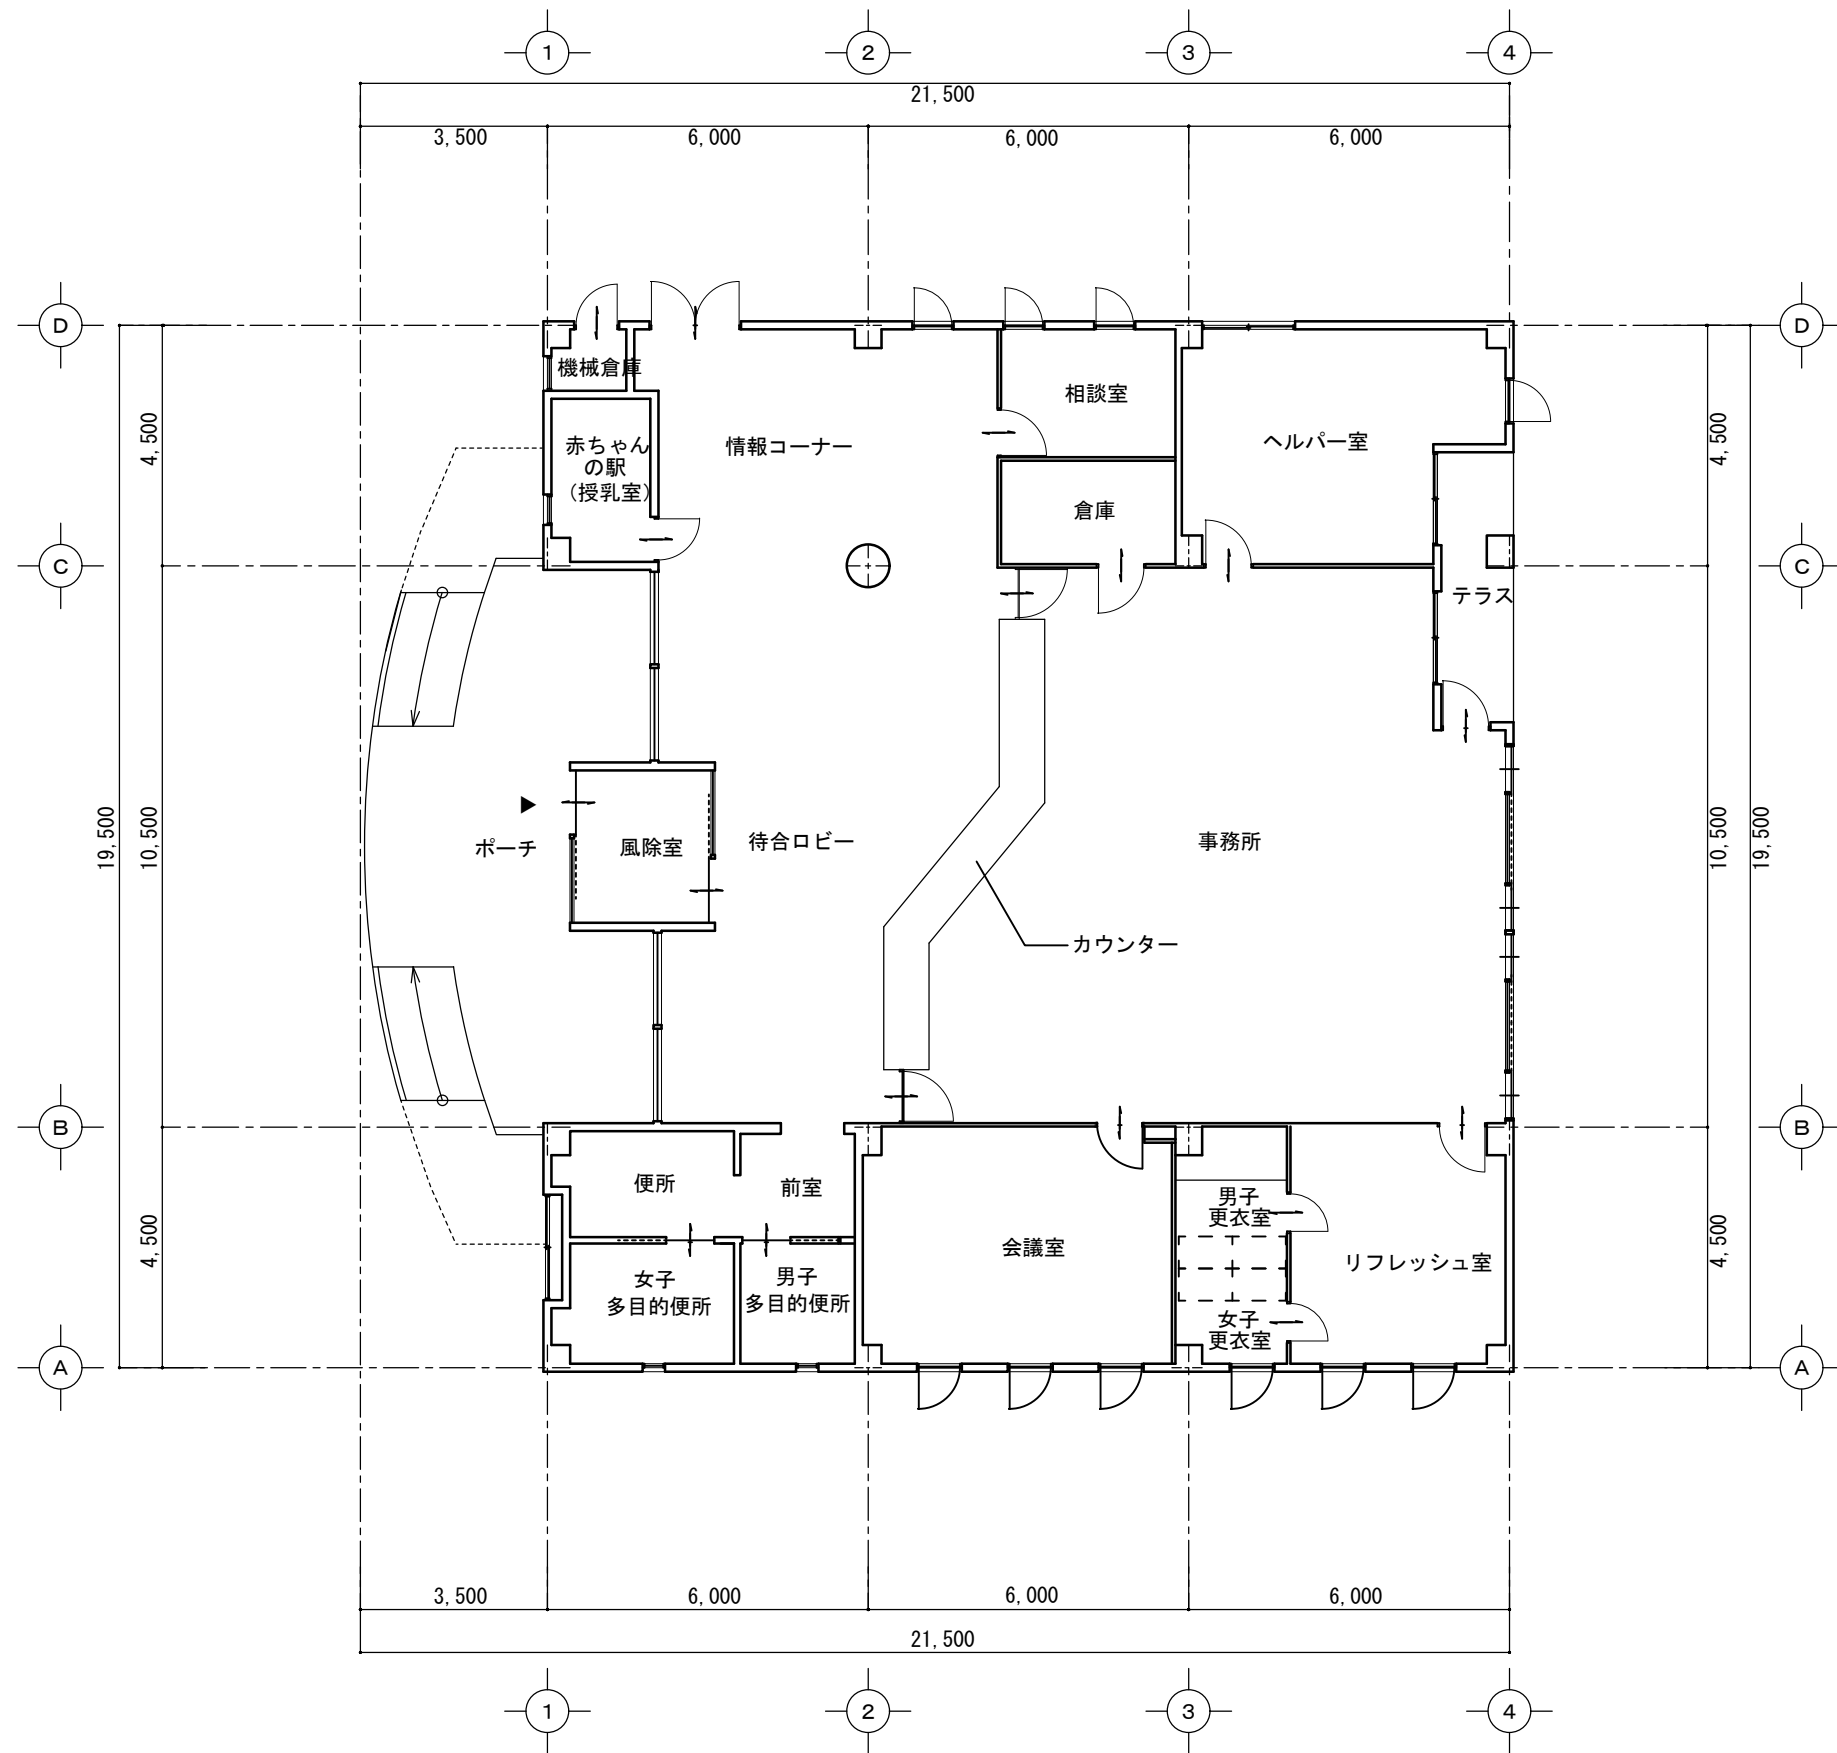 1 2 3 4
21,500
3,500 6,000 6,000 6,000
D D
機械倉庫
相談室
4,500 赤ちゃん 情報コーナー ヘルパー室 4,500
の駅
(授乳室)
倉庫
C C
テラス
19,500 10,500 ポーチ 風除室 待合ロビー 事務所 10,500 19,500
カウンター
B B
便所 前室
男子
更衣室
4,500 会議室 リフレッシュ室 4,500
女子 男子
多目的便所 多目的便所
女子
更衣室
A A
3,500 6,000 6,000 6,000
21,500
1 2 3 4